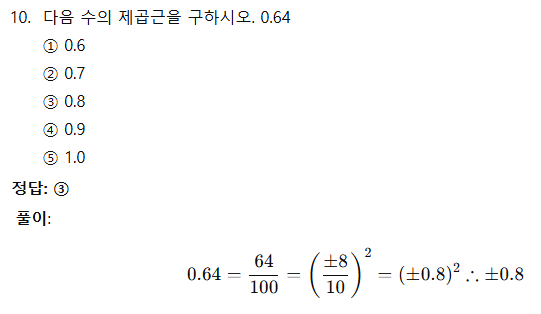 10. 다음 수의 제곱근을 구하시오. 0.64
① 0.6
② 0.7
③ 0.8
④ 0.9
⑤ 1.0
정답: ③
풀이:
0.64 = 64/100 = (±8/10)² = (±0.8)² ∴ ±0.8